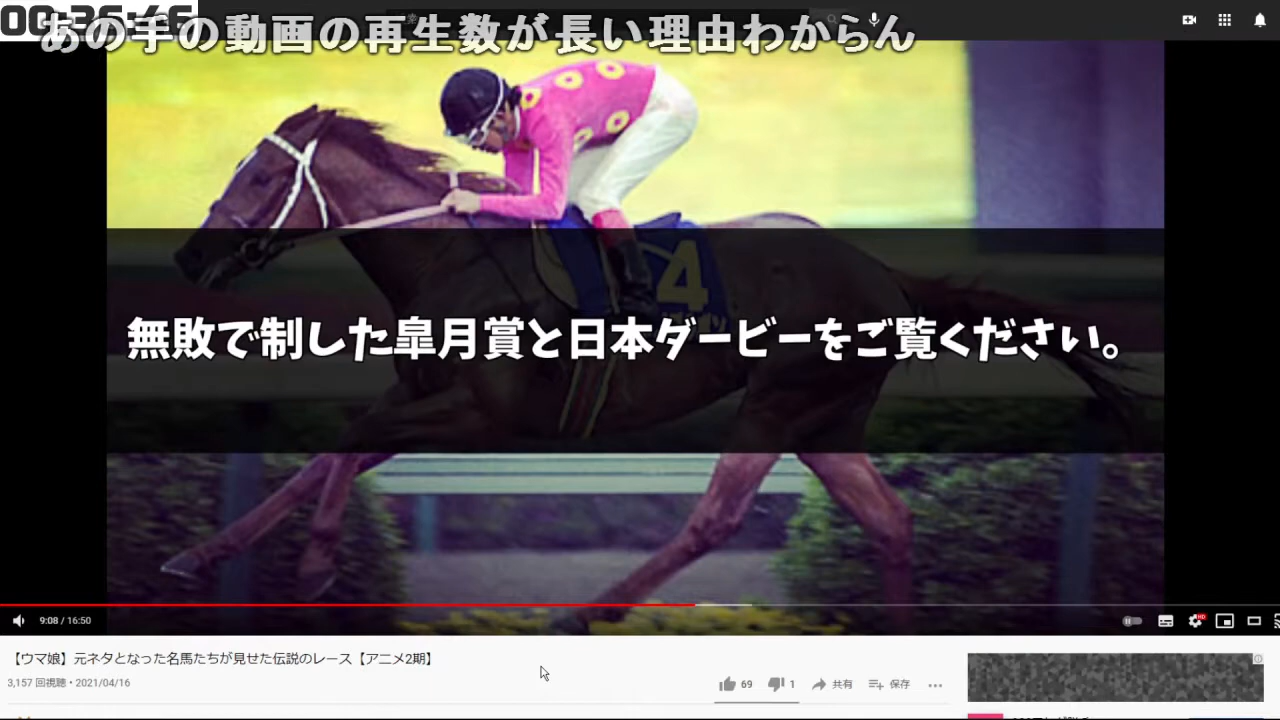 あの手の動画の再生数が長い理由わからん
4
無敗で制した皐月賞と日本ダービーをご覧ください。
9:08 / 16:50
HD
【ウマ娘】元ネタとなった名馬たちが見せた伝説のレース【アニメ2期】
3,157 回視聴・2021/04/16
69
1
共有
保存